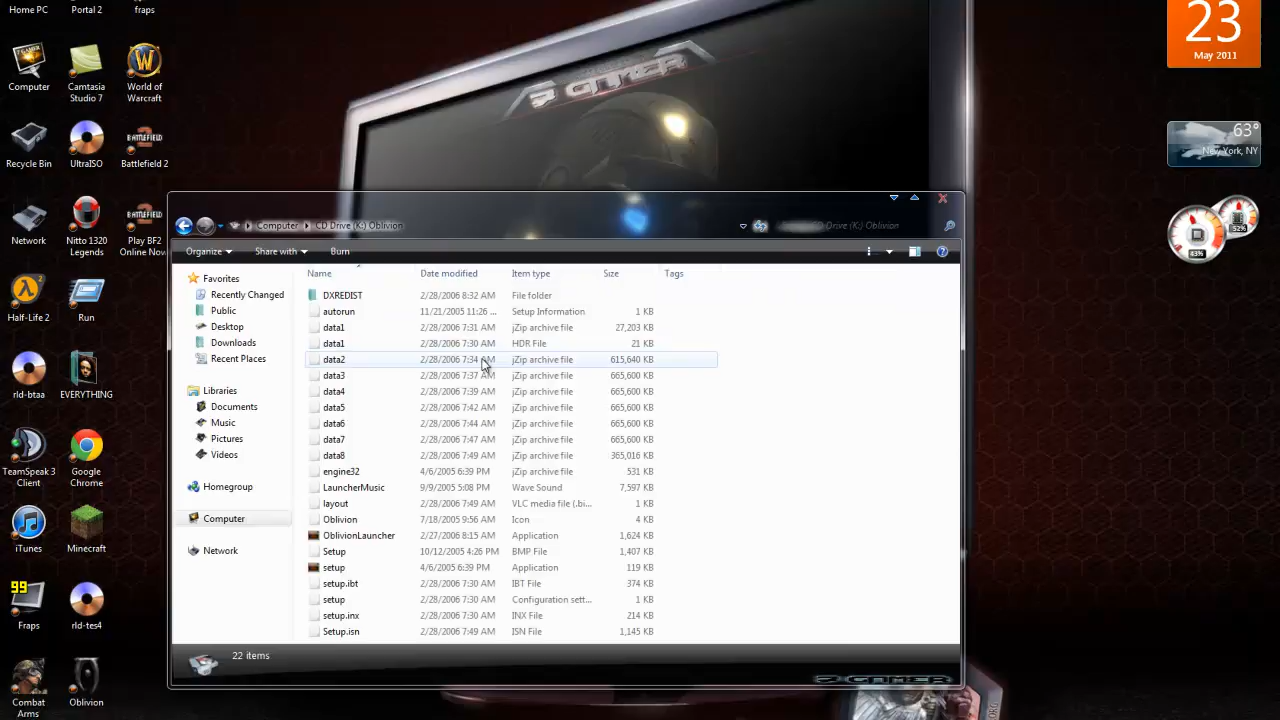 Home PC
Portal 2
fraps
Computer
Camtasia
Studio 7
World of
Warcraft
Recycle Bin
UltraISO
Battlefield 2
Network
Nitto 1320
Legends
Play BF2
Online Now
Half-Life 2
Run
rld-btaa
EVERYTHING
TeamSpeak 3
Client
Google
Chrome
iTunes
Minecraft
99
Fraps
rld-tes4
Combat
Arms
Oblivion
23
May 2011
63°
New York, NY
43%
52%
Computer
CD Drive (K:) Oblivion
CD Drive (K:) Oblivion
Organize
Share with
Burn
Favorites
Recently Changed
Public
Desktop
Downloads
Recent Places
Libraries
Documents
Music
Pictures
Videos
Homegroup
Computer
Network
Name Date modified Item type Size Tags
DXREDIST 2/28/2006 8:32 AM File folder
autorun 11/21/2005 11:26 ... Setup Information 1 KB
data1 2/28/2006 7:31 AM jZip archive file 27,203 KB
data1 2/28/2006 7:30 AM HDR File 21 KB
data2 2/28/2006 7:34 AM jZip archive file 615,640 KB
data3 2/28/2006 7:37 AM jZip archive file 665,600 KB
data4 2/28/2006 7:39 AM jZip archive file 665,600 KB
data5 2/28/2006 7:42 AM jZip archive file 665,600 KB
data6 2/28/2006 7:44 AM jZip archive file 665,600 KB
data7 2/28/2006 7:47 AM jZip archive file 665,600 KB
data8 2/28/2006 7:49 AM jZip archive file 365,016 KB
engine32 4/6/2005 6:39 PM jZip archive file 531 KB
LauncherMusic 9/9/2005 5:08 PM Wave Sound 7,597 KB
layout 2/28/2006 7:49 AM VLC media file (.bi... 1 KB
Oblivion 7/18/2005 9:56 AM Icon 4 KB
OblivionLauncher 2/27/2006 8:15 AM Application 1,624 KB
Setup 10/12/2005 4:26 PM BMP File 1,407 KB
setup 4/6/2005 6:39 PM Application 119 KB
setup.ibt 2/28/2006 7:30 AM IBT File 374 KB
setup 2/28/2006 7:30 AM Configuration sett... 1 KB
setup.inx 2/28/2006 7:30 AM INX File 214 KB
Setup.isn 2/28/2006 7:49 AM ISN File 1,145 KB
22 items